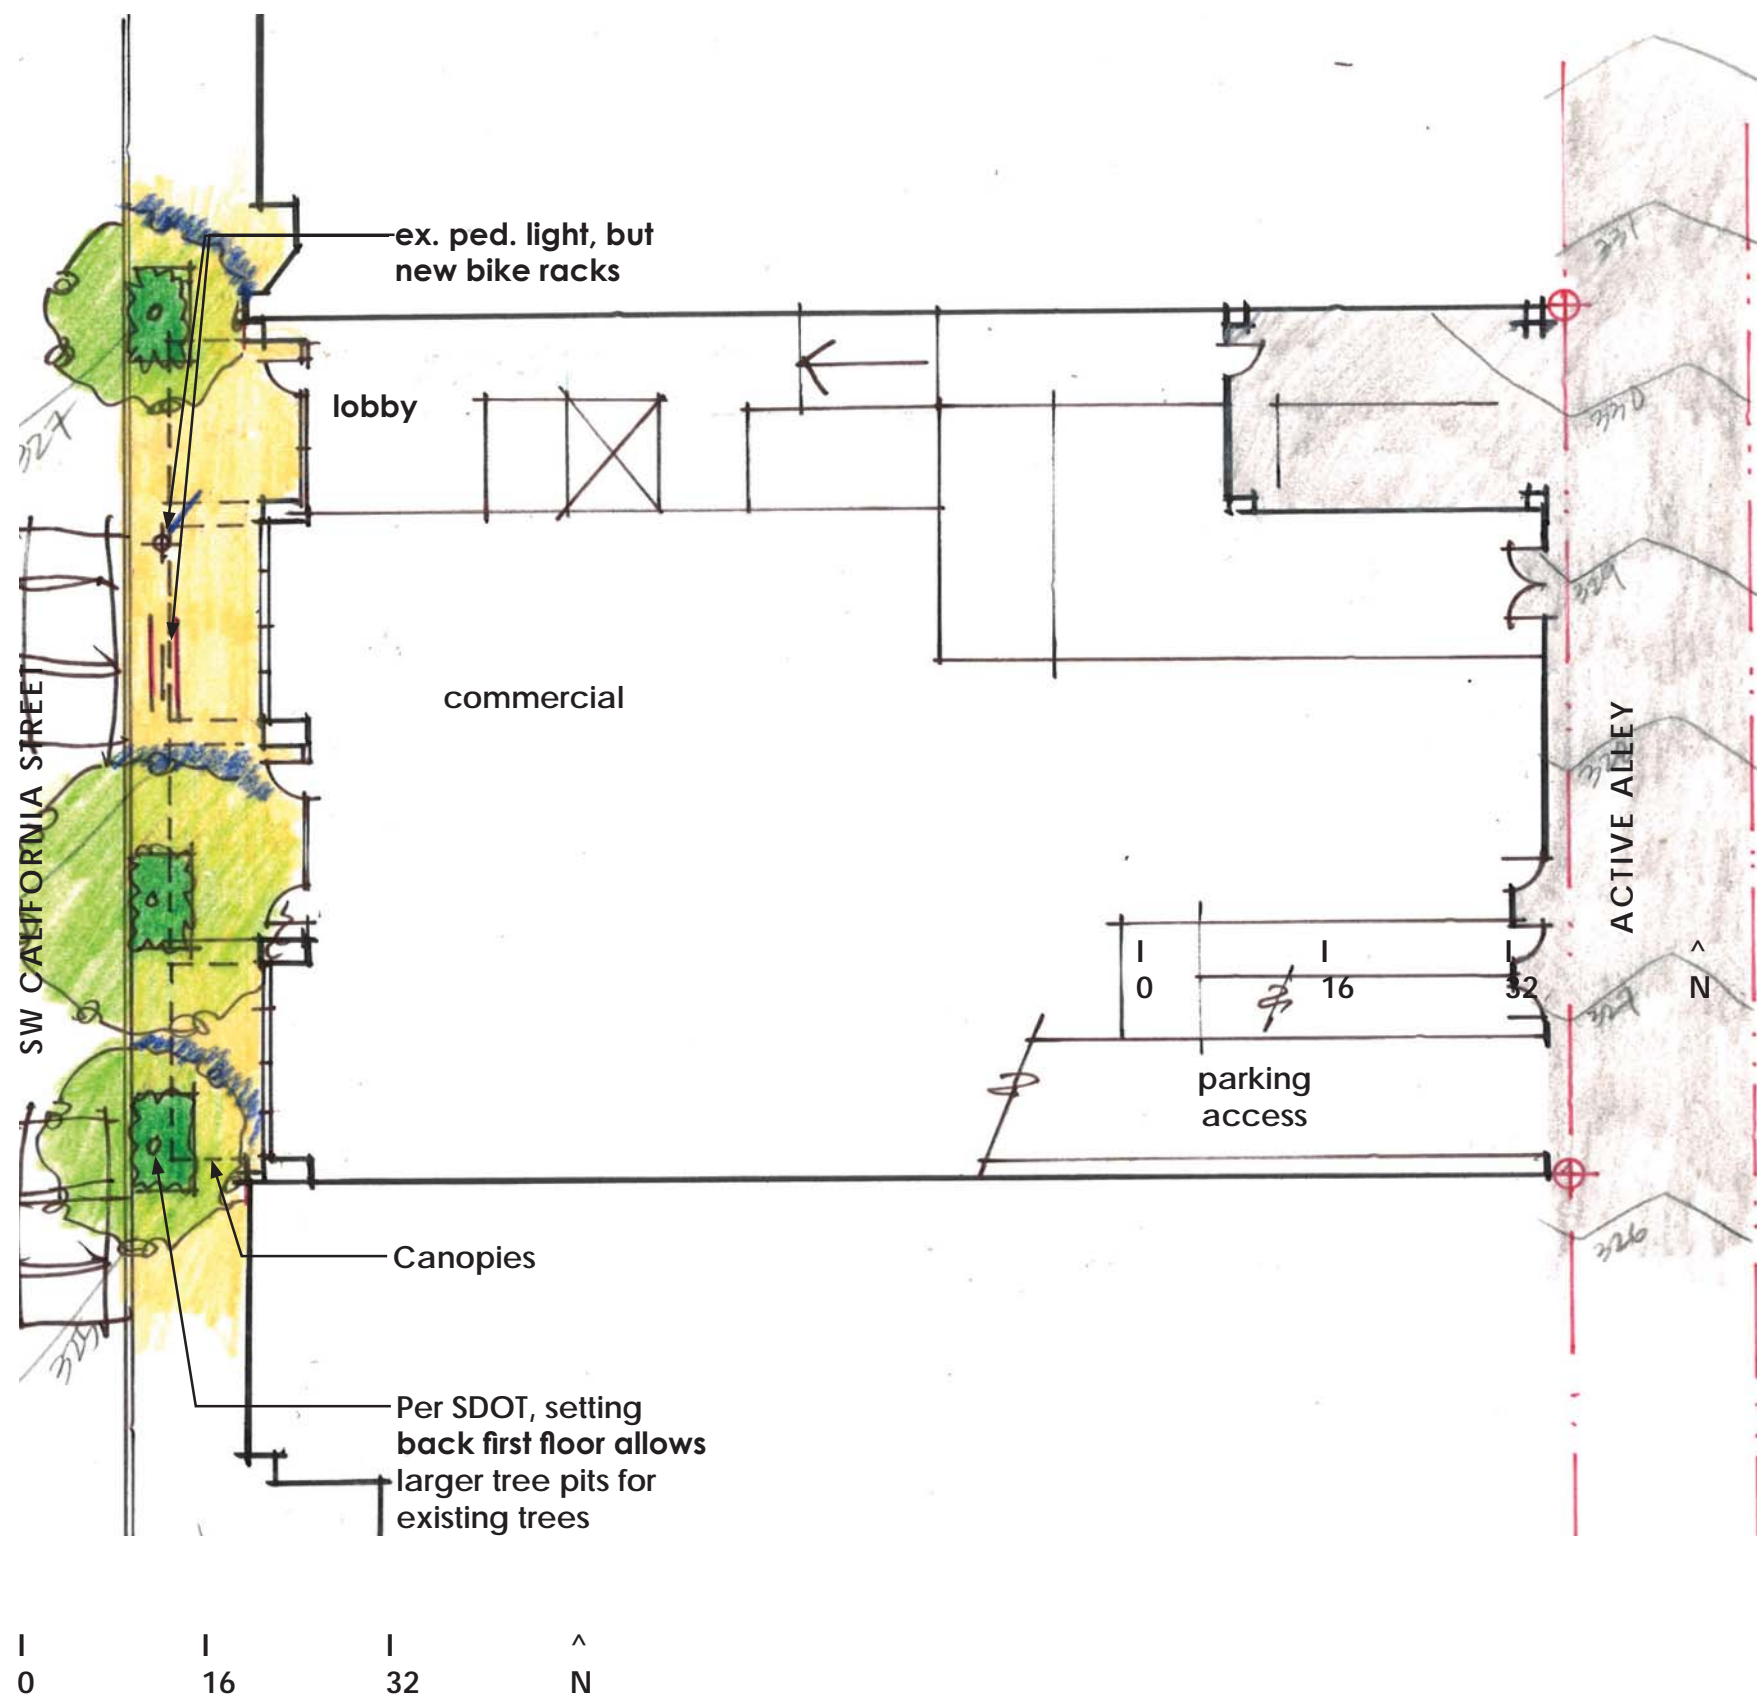 ex. ped. light, but
new bike racks
lobby
commercial
SW CALIFORNIA STREET
ACTIVE ALLEY
0 16 32 N
parking
access
Canopies
Per SDOT, setting
back first floor allows
larger tree pits for
existing trees
0 16 32 N